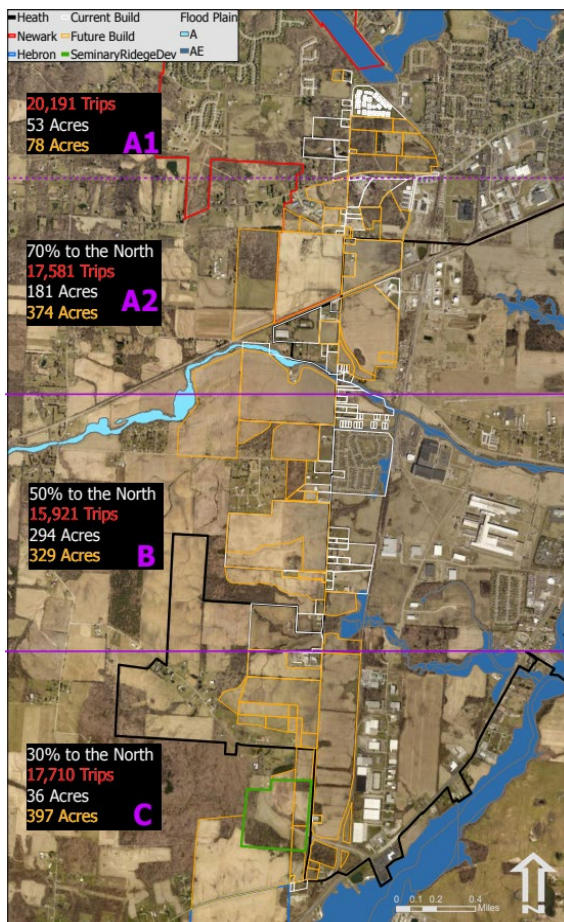 Heath Current Build Flood Plain
Newark Future Build A
Hebron SeminaryRidegeDev AE
20,191 Trips
53 Acres
78 Acres A1
70% to the North
17,581 Trips
181 Acres
374 Acres A2
50% to the North
15,921 Trips
294 Acres
329 Acres B
30% to the North
17,710 Trips
36 Acres
397 Acres C
0 0.1 0.2 0.4
Miles
N